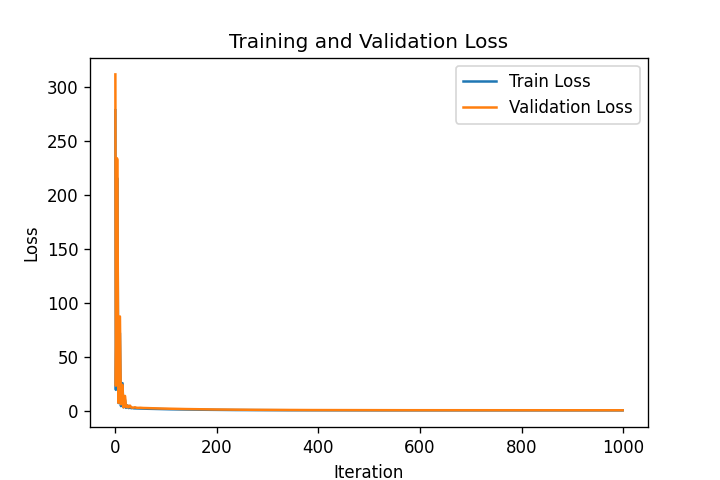 Training and Validation Loss
Train Loss
Validation Loss
300
250
200
150
100
50
0
Loss
0 200 400 600 800 1000
Iteration